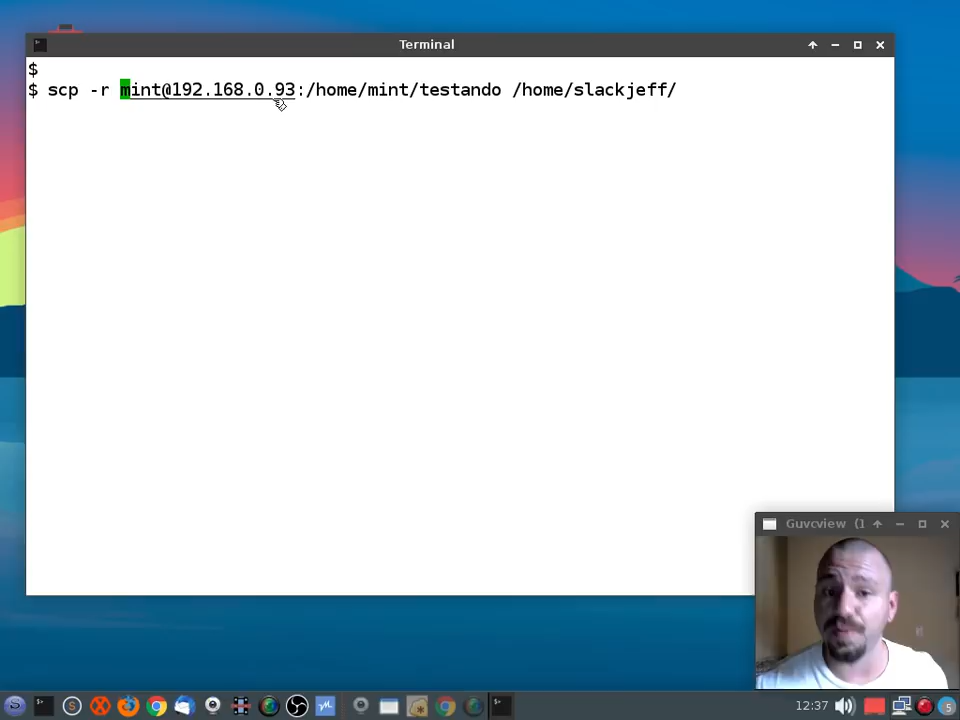 Terminal
$
$ scp -r mint@192.168.0.93:/home/mint/testando /home/slackjeff/
Guvcview (1
12:37